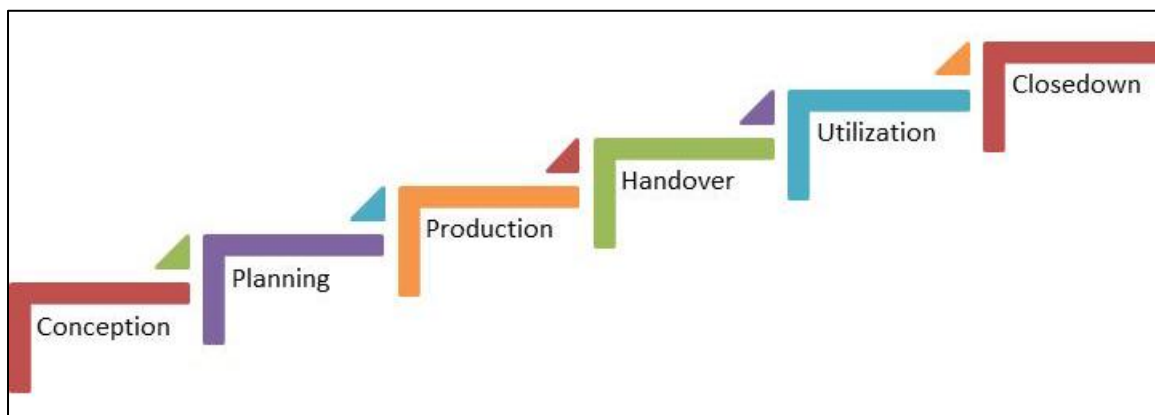 Conception
Planning
Production
Handover
Utilization
Closedown